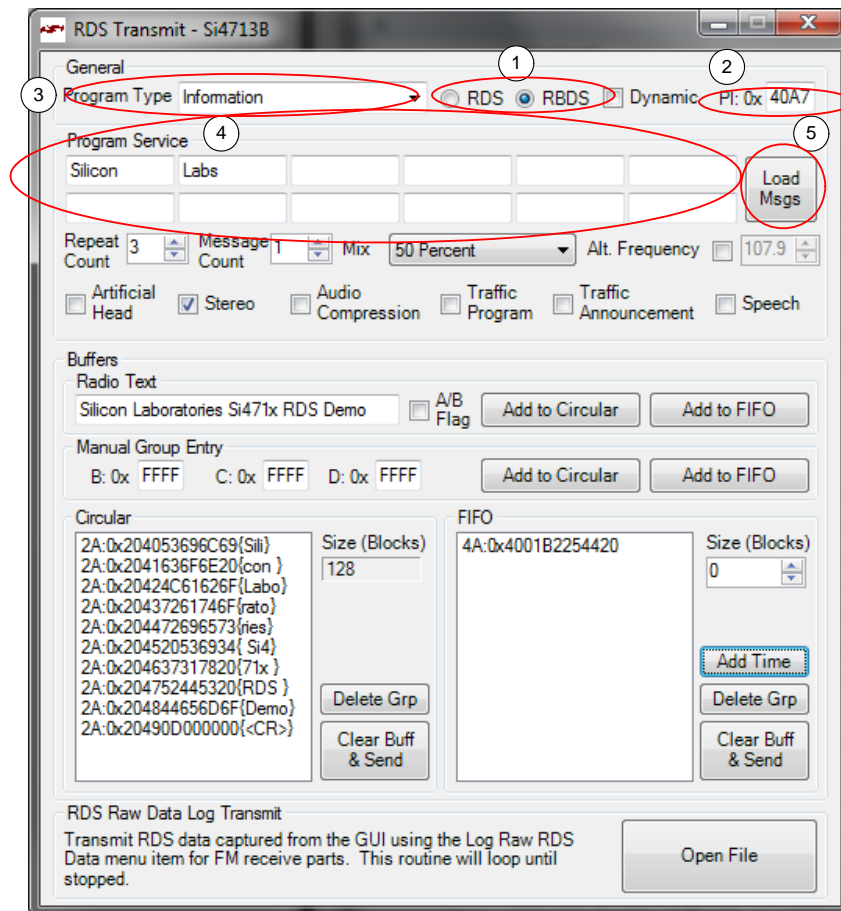 RDS Transmit - Si4713B
General
1
2
3
Program Type Information RDS RBDS Dynamic PI: 0x 40A7
Program Service
4
5
Silicon Labs
Load Msgs
Repeat Count 3 Message Count 1 Mix 50 Percent Alt. Frequency 107.9
Artificial Head Stereo Audio Compression Traffic Program Traffic Announcement Speech
Buffers
Radio Text
Silicon Laboratories Si471x RDS Demo A/B Flag Add to Circular Add to FIFO
Manual Group Entry
B: 0x FFFF C: 0x FFFF D: 0x FFFF Add to Circular Add to FIFO
Circular
2A:0x204053696C69{Sili}
2A:0x2041636F6E20{con }
2A:0x20424C61626F{Labo}
2A:0x20437261746F{rato}
2A:0x204472696573{ries}
2A:0x204520536934{ Si4}
2A:0x204637317820{71x }
2A:0x204752445320{RDS }
2A:0x204844656D6F{Demo}
2A:0x20490D000000{<CR>}
Size (Blocks)
128
Delete Grp
Clear Buff & Send
FIFO
4A:0x4001B2254420
Size (Blocks)
0
Add Time
Delete Grp
Clear Buff & Send
RDS Raw Data Log Transmit
Transmit RDS data captured from the GUI using the Log Raw RDS
Data menu item for FM receive parts. This routine will loop until
stopped.
Open File